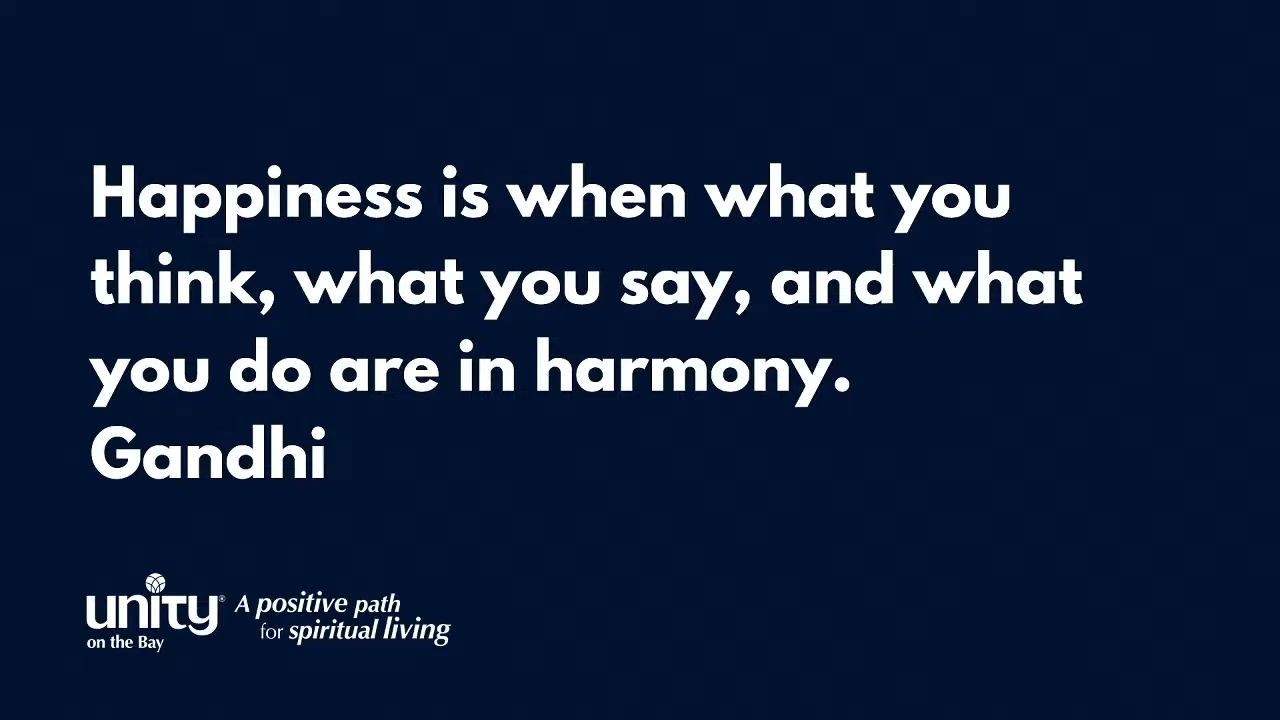 Happiness is when what you
think, what you say, and what
you do are in harmony.
Gandhi
unity® A positive path
on the Bay for spiritual living